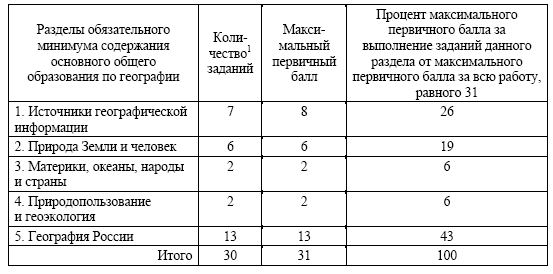 Разделы обязательного
минимума содержания
основного общего
образования по географии
Коли-
чество¹
заданий
Макси-
мальный
первичный
балл
Процент максимального
первичного балла за
выполнение заданий данного
раздела от максимального
первичного балла за всю работу,
равного 31
1. Источники географической
информации
7 8 26
2. Природа Земли и человек 6 6 19
3. Материки, океаны, народы
и страны
2 2 6
4. Природопользование
и геоэкология
2 2 6
5. География России 13 13 43
Итого 30 31 100